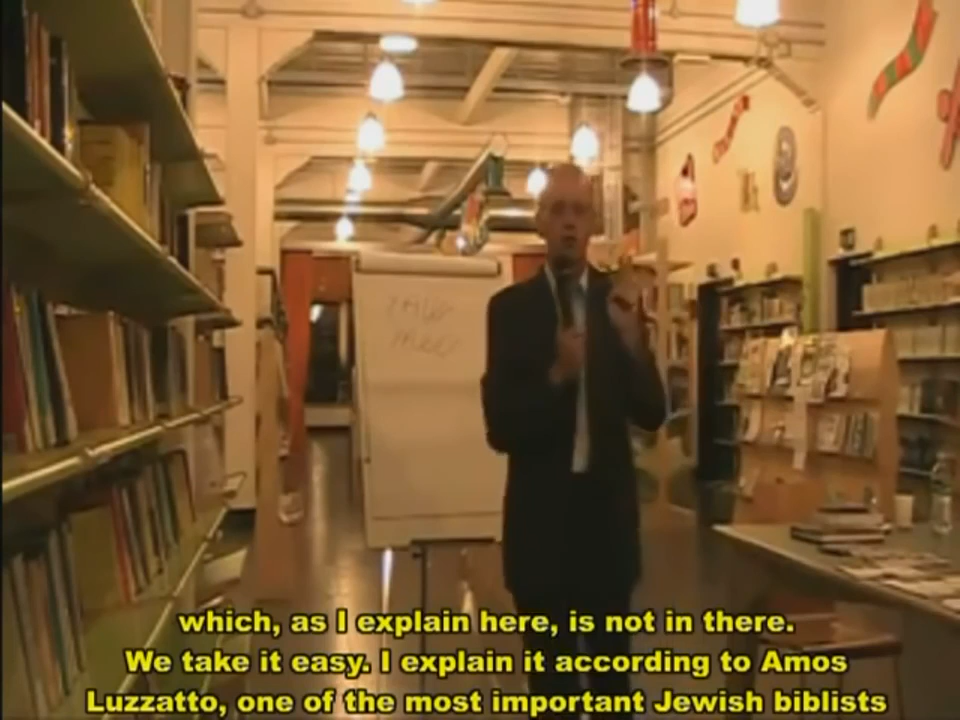 which, as I explain here, is not in there.
We take it easy. I explain it according to Amos
Luzzatto, one of the most important Jewish biblists